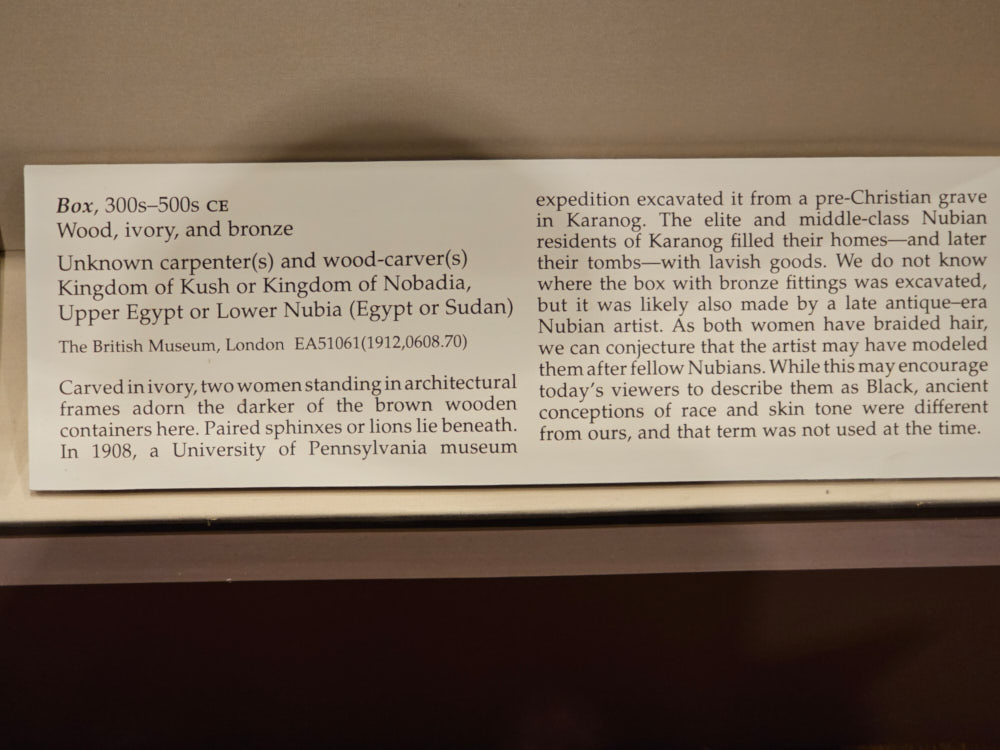 Box, 300s–500s CE
Wood, ivory, and bronze
Unknown carpenter(s) and wood-carver(s)
Kingdom of Kush or Kingdom of Nobadia,
Upper Egypt or Lower Nubia (Egypt or Sudan)
The British Museum, London EA51061(1912,0608.70)
Carved in ivory, two women standing in architectural
frames adorn the darker of the brown wooden
containers here. Paired sphinxes or lions lie beneath.
In 1908, a University of Pennsylvania museum
expedition excavated it from a pre-Christian grave
in Karanog. The elite and middle-class Nubian
residents of Karanog filled their homes—and later
their tombs—with lavish goods. We do not know
where the box with bronze fittings was excavated,
but it was likely also made by a late antique–era
Nubian artist. As both women have braided hair,
we can conjecture that the artist may have modeled
them after fellow Nubians. While this may encourage
today's viewers to describe them as Black, ancient
conceptions of race and skin tone were different
from ours, and that term was not used at the time.